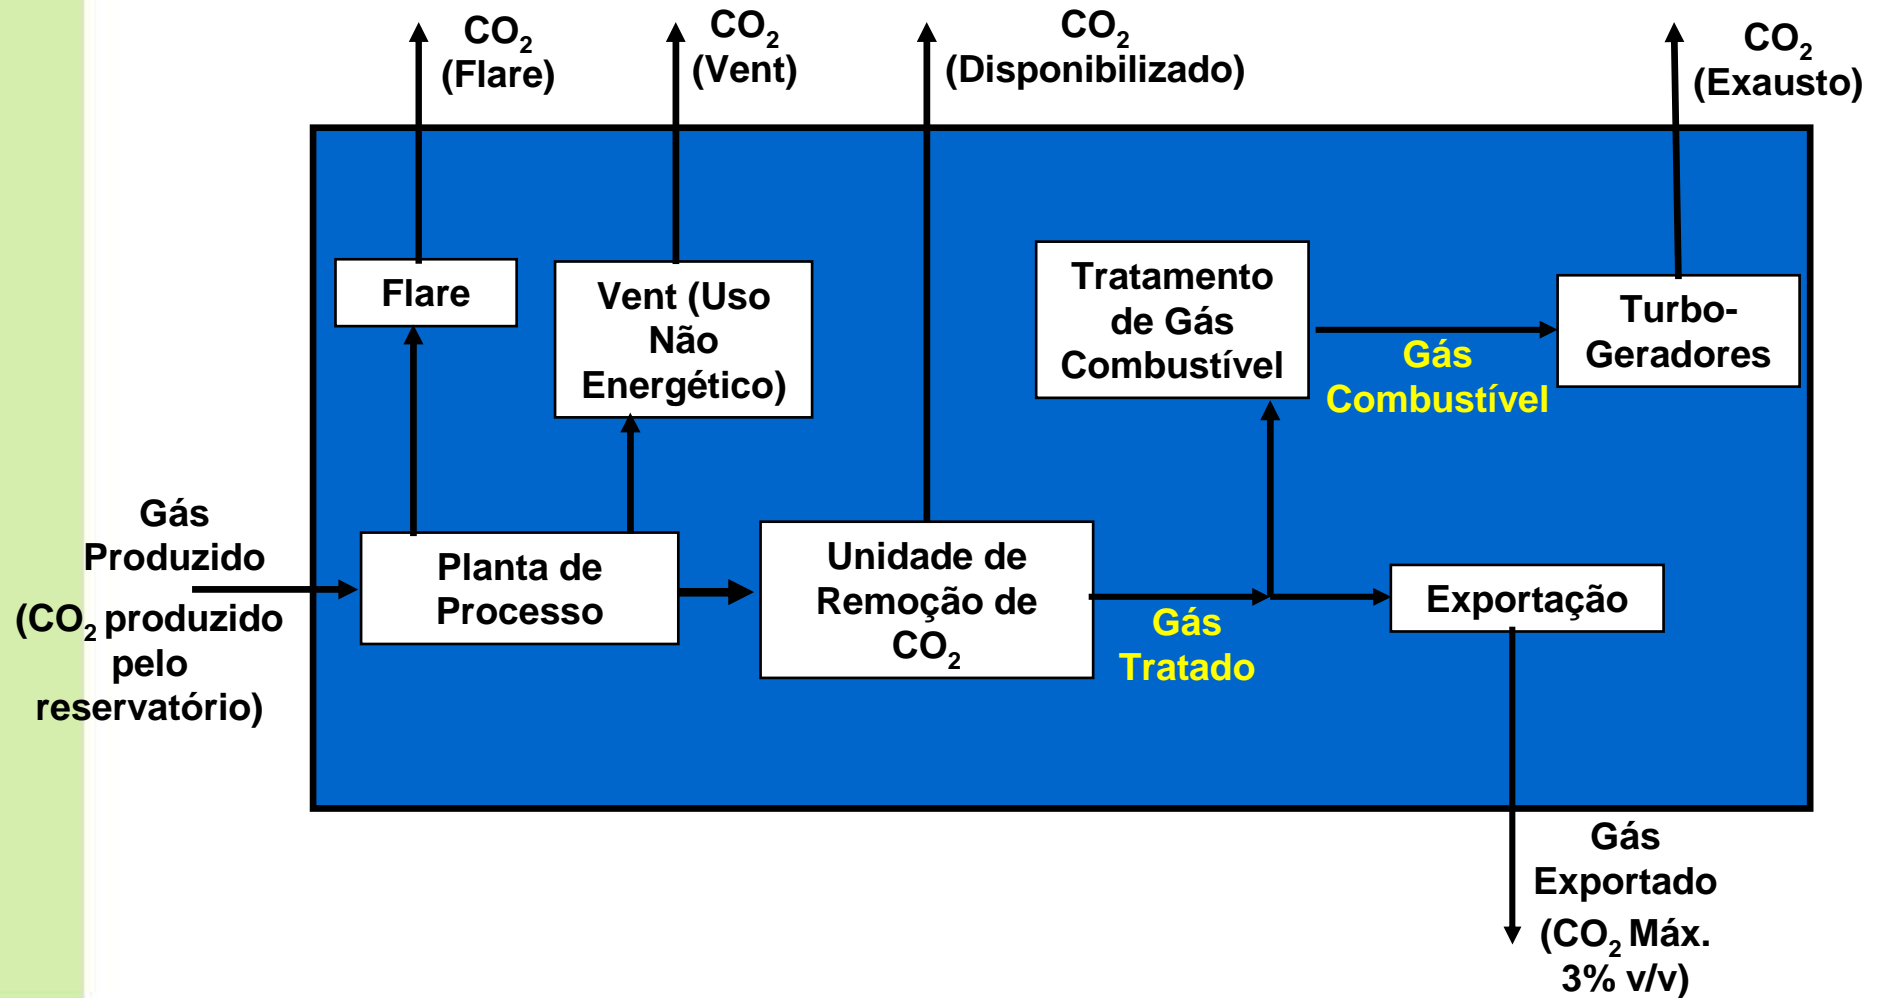 CO2
(Flare)
CO2
(Vent)
CO2
(Disponibilizado)
CO2
(Exausto)
Flare
Vent (Uso
Não
Energético)
Tratamento
de Gás
Combustível
Gás
Combustível
Turbo-
Geradores
Gás
Produzido
(CO2 produzido
pelo
reservatório)
Planta de
Processo
Unidade de
Remoção de
CO2
Gás
Tratado
Exportação
Gás
Exportado
(CO2 Máx.
3% v/v)